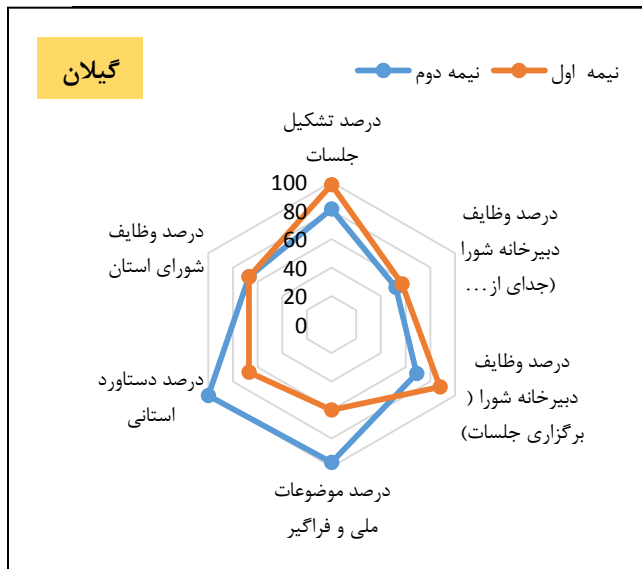 گیلان
نیمه اول
نیمه دوم
درصد تشکیل
جلسات
100
80
60
40
20
0
درصد وظایف
دبیرخانه شورا
(جدای از...
درصد وظایف
دبیرخانه شورا (
برگزاری جلسات)
درصد موضوعات
ملی و فراگیر
درصد دستاورد
استانی
درصد وظایف
شورای استان